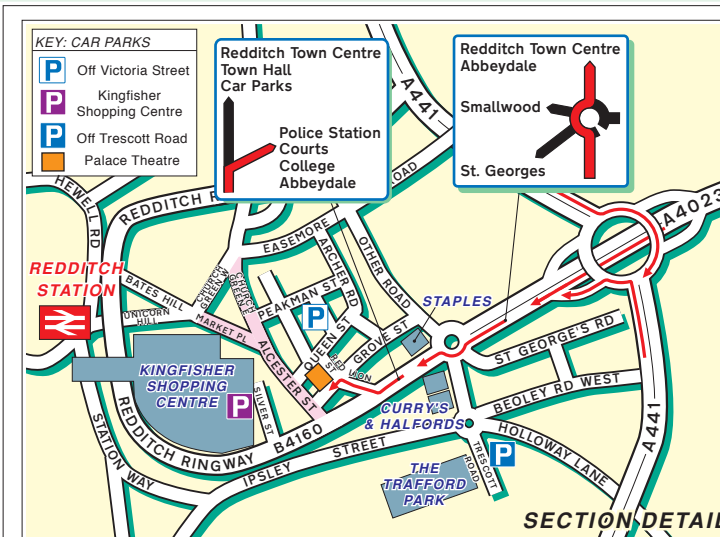 KEY: CAR PARKS
P Off Victoria Street
P Kingfisher
Shopping Centre
P Off Trescott Road
Palace Theatre
Redditch Town Centre
Town Hall
Car Parks
Police Station
Courts
College
Abbeydale
Redditch Town Centre
Abbeydale
Smallwood
St. Georges
A441
ROAD
A4023
HEWELL RD
REDDITCH R
EASEMORE
OTHER ROAD
ARCHER RD
REDDITCH
STATION
BATES HILL
CHURCH
GREEN W
CHURCH
GREEN E
PEAKMAN ST
UNICORN
HILL
MARKET PL
P
STAPLES
QUEEN ST
GROVE ST
RED LION
ST
ALCESTER ST
ST GEORGE'S RD
KINGFISHER
SHOPPING
CENTRE
P
SILVER ST
CURRY'S
& HALFORDS
BEOLEY RD WEST
A441
REDDITCH RINGWAY B4160
STATION WAY
IPSLEY STREET
HOLLOWAY LANE
TRESCOTT
ROAD
P
THE
TRAFFORD
PARK
SECTION DETAIL